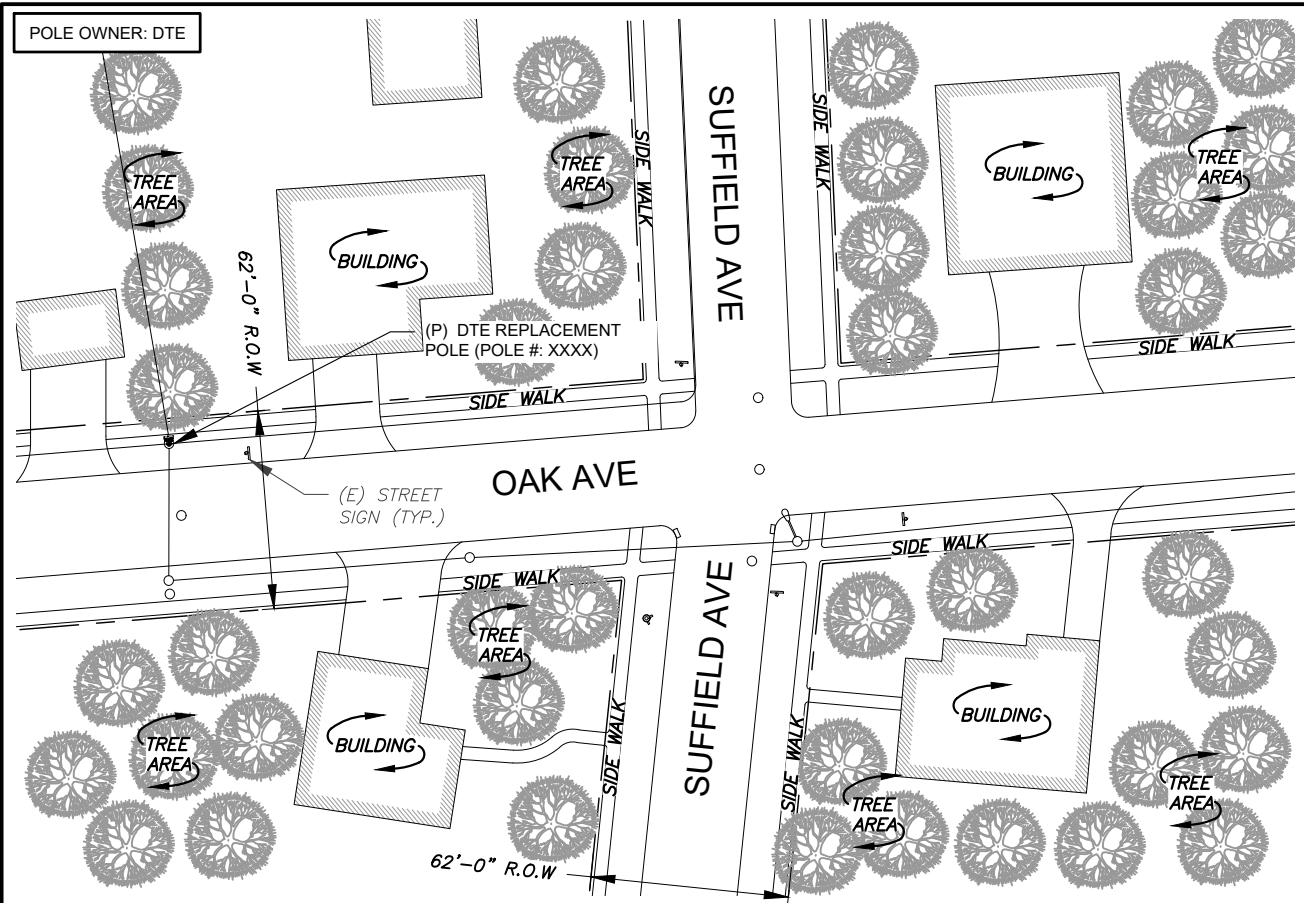 POLE OWNER: DTE
SUFFIELD AVE
SIDE WALK
SIDE WALK
TREE
AREA
TREE
AREA
TREE
AREA
BUILDING
BUILDING
62'-0" R.O.W
(P) DTE REPLACEMENT
POLE (POLE #: XXXX)
SIDE WALK
SIDE WALK
OAK AVE
(E) STREET
SIGN (TYP.)
SIDE WALK
SIDE WALK
SUFFIELD AVE
TREE
AREA
SIDE WALK
SIDE WALK
BUILDING
BUILDING
TREE
AREA
TREE
AREA
TREE
AREA
62'-0" R.O.W